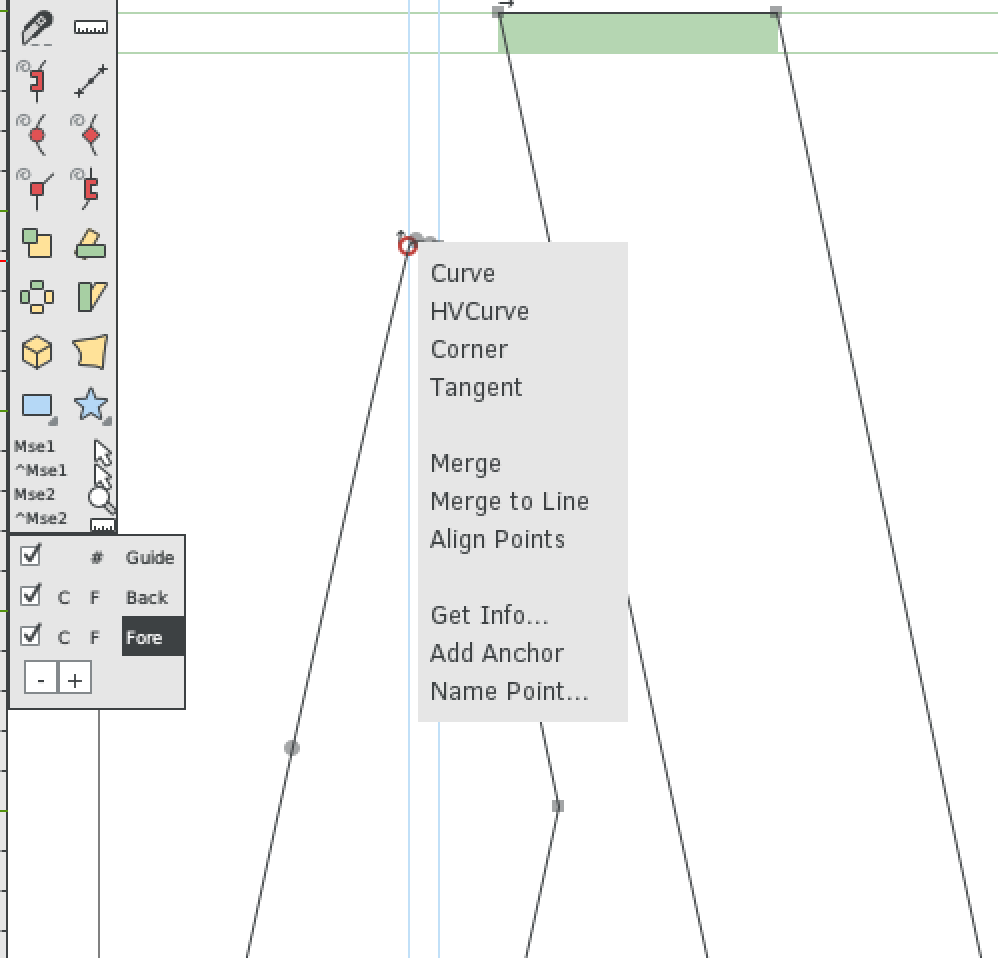 Curve
HVCurve
Corner
Tangent
Merge
Merge to Line
Align Points
Get Info...
Add Anchor
Name Point...
Mse1
^Mse1
Mse2
^Mse2
# Guide
C F Back
C F Fore
- +